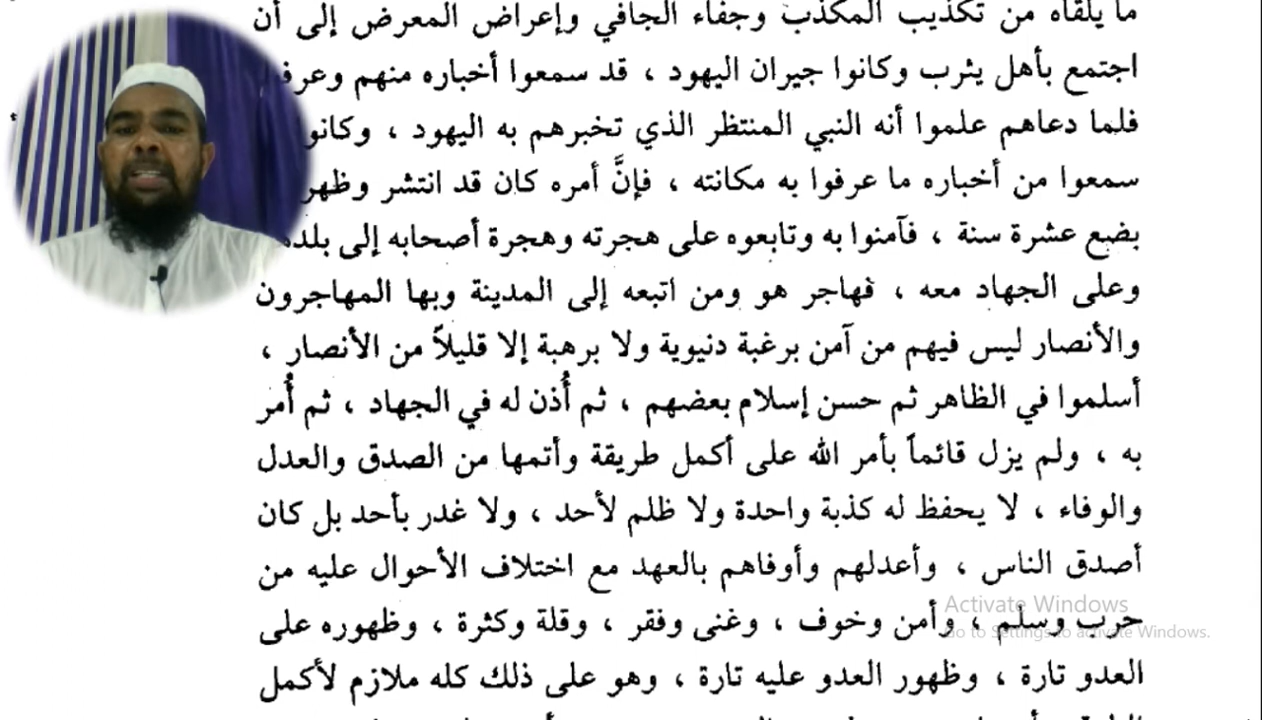 ما يلقاه من تكذيب المكذب وجفاء الجافي وإعراض المعرض إلى أن
اجتمع بأهل يثرب وكانوا جيران اليهود ، قد سمعوا أخباره منهم
فلما دعاهم علموا أنه النبي المنتظر الذي تخبرهم به اليهود ،
سمعوا من أخباره ما عرفوا به مكانته ، فإنَّ أمره كان قد انتشر وظهر
بضع عشرة سنة ، فآمنوا به وتابعوه على هجرته وهجرة أصحابه إلى
وعلى الجهاد معه ، فهاجر هو ومن اتبعه إلى المدينة وبها المهاجرون
والأنصار ليس فيهم من آمن برغبة دنيوية ولا برهبة إلا قليلاً من الأنصار ،
أسلموا في الظاهر ثم حسن إسلام بعضهم ، ثم أُذن له في الجهاد ، ثم أُمر
به ، ولم يزل قائماً بأمر الله على أكمل طريقة وأتمها من الصدق والعدل
والوفاء ، لا يحفظ له كذبة واحدة ولا ظلم لأحد ، ولا غدر بأحد بل كان
أصدق الناس ، وأعدلهم وأوفاهم بالعهد مع اختلاف الأحوال عليه من
حرب وسلم ، وأمن وخوف ، وغنى وفقر ، وقلة وكثرة ، وظهوره على
العدو تارة ، وظهور العدو عليه تارة ، وهو على ذلك كله ملازم لأكمل
Activate Windows
Go to Settings to activate Windows.